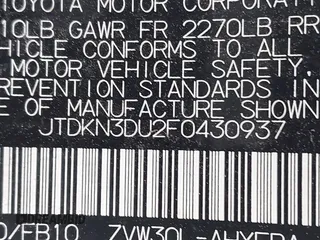 TOYOTA MOTOR CORPORATI
10LB GAWR FR 2270LB RR
HICLE CONFORMS TO ALL
MOTOR VEHICLE SAFETY,
REVENTION STANDARDS IN
E OF MANUFACTURE SHOWN
JTDKN3DU2F0430937
D/FB10 ZVW30L-AHXEBA